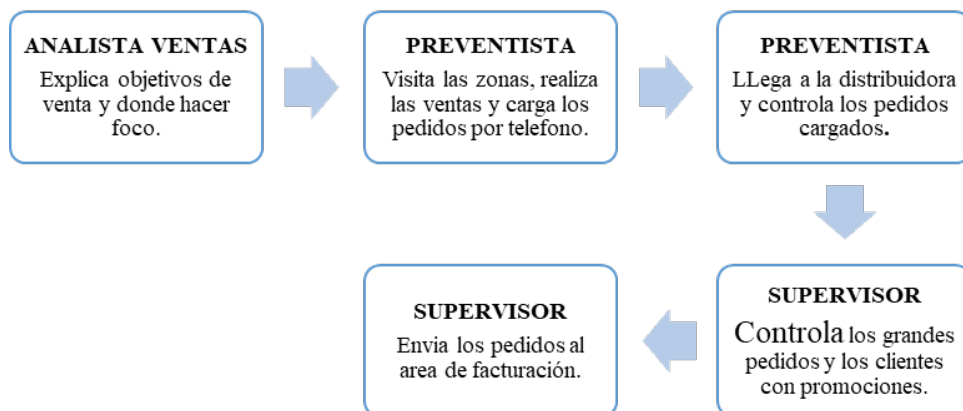 ANALISTA VENTAS
Explica objetivos de
venta y donde hacer
foco.
PREVENTISTA
Visita las zonas, realiza
las ventas y carga los
pedidos por telefono.
PREVENTISTA
LLega a la distribuidora
y controla los pedidos
cargados.
SUPERVISOR
Controla los grandes
pedidos y los clientes
con promociones.
SUPERVISOR
Envia los pedidos al
area de facturación.